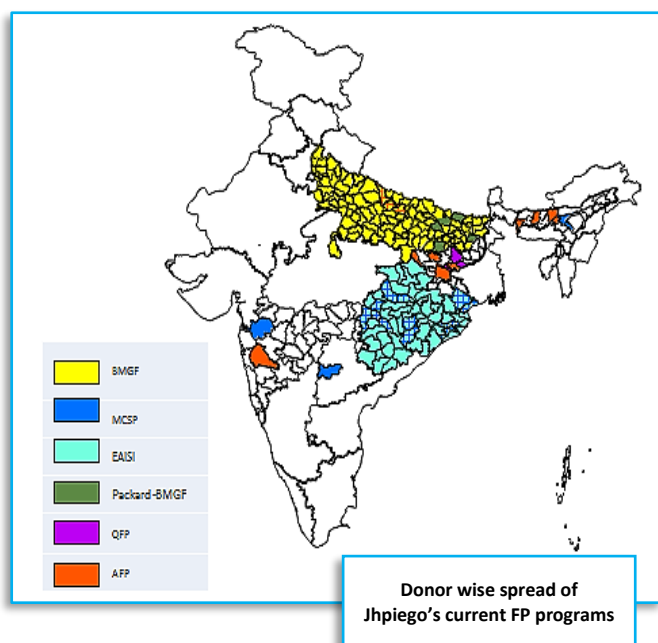 BMGF
MCSP
EAISI
Packard-BMGF
QFP
AFP
Donor wise spread of
Jhpiego's current FP programs